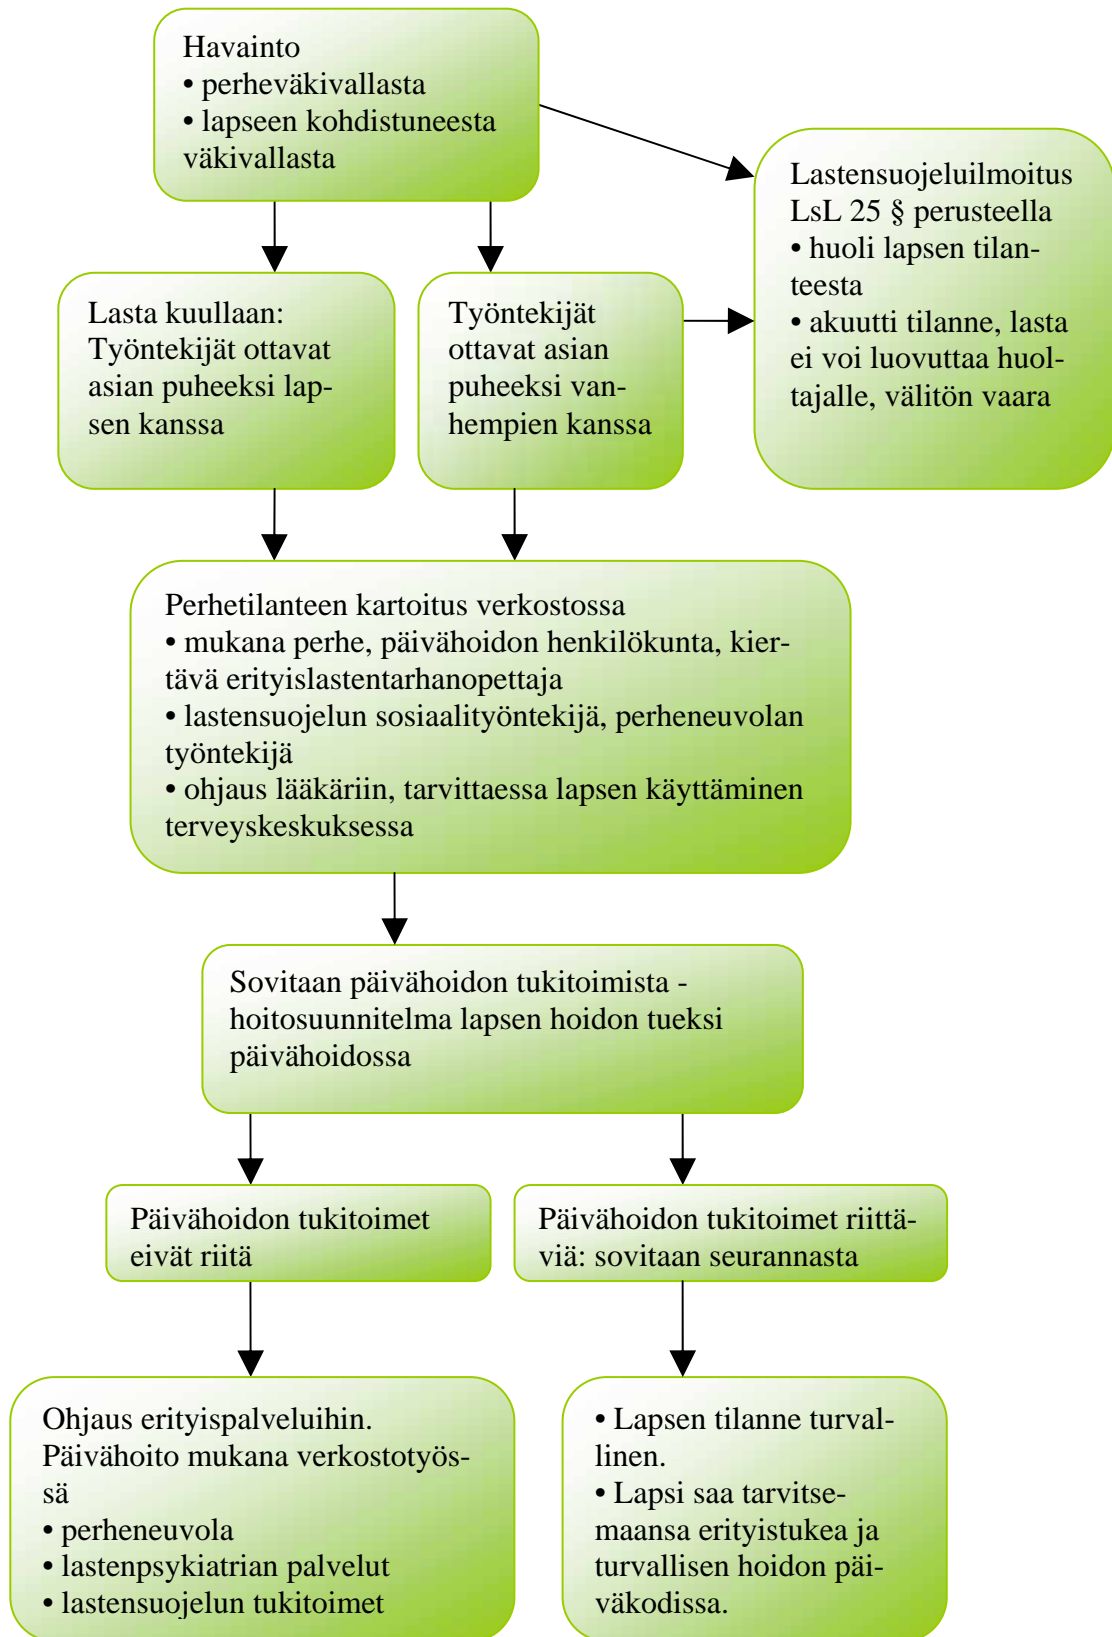 Havainto
• perheväkivallasta
• lapseen kohdistuneesta
väkivallasta
Lastensuojeluilmoitus
LsL 25 § perusteella
• huoli lapsen tilan-
teesta
• akuutti tilanne, lasta
ei voi luovuttaa huol-
tajalle, välitön vaara
Lasta kuullaan:
Työntekijät ottavat
asian puheeksi lap-
sen kanssa
Työntekijät
ottavat asian
puheeksi van-
hempien kanssa
Perhetilanteen kartoitus verkostossa
• mukana perhe, päivähoidon henkilökunta, kier-
tävä erityislastentarhanopettaja
• lastensuojelun sosiaalityöntekijä, perheneuvolan
työntekijä
• ohjaus lääkäriin, tarvittaessa lapsen käyttäminen
terveyskeskuksessa
Sovitaan päivähoidon tukitoimista -
hoitosuunnitelma lapsen hoidon tueksi
päivähoidossa
Päivähoidon tukitoimet
eivät riitä
Päivähoidon tukitoimet riittä-
viä: sovitaan seurannasta
Ohjaus erityispalveluihin.
Päivähoito mukana verkostotyös-
sä
• perheneuvola
• lastenpsykiatrian palvelut
• lastensuojelun tukitoimet
• Lapsen tilanne turval-
linen.
• Lapsi saa tarvitse-
maansa erityistukea ja
turvallisen hoidon päi-
väkodissa.